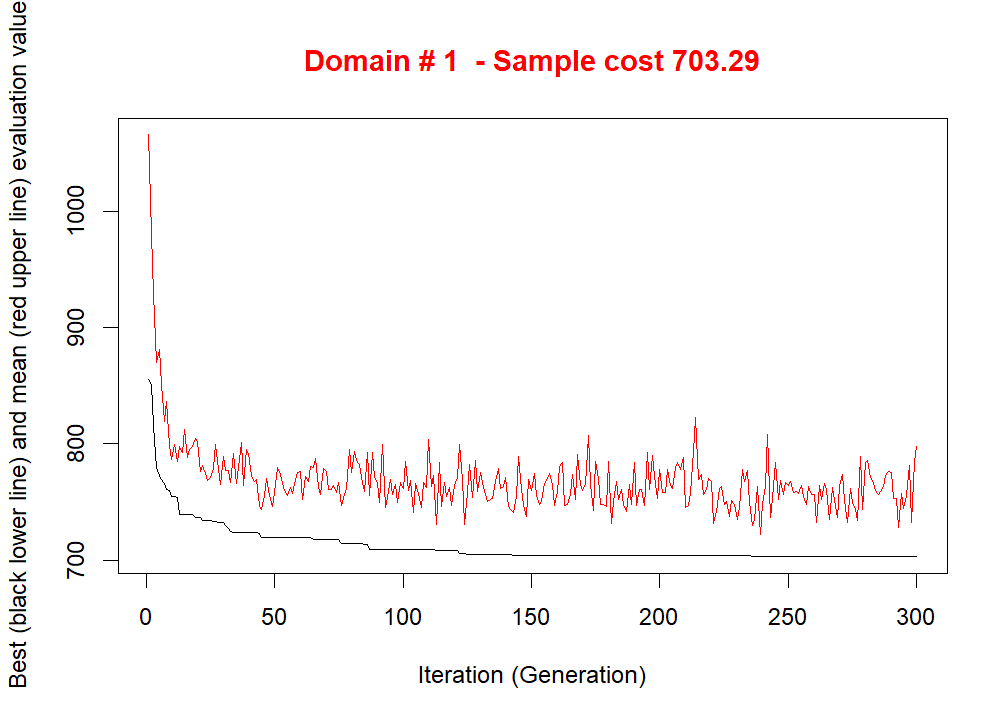 Domain # 1  - Sample cost 703.29
Best (black lower line) and mean (red upper line) evaluation value
1000
900
800
700
0 50 100 150 200 250 300
Iteration (Generation)